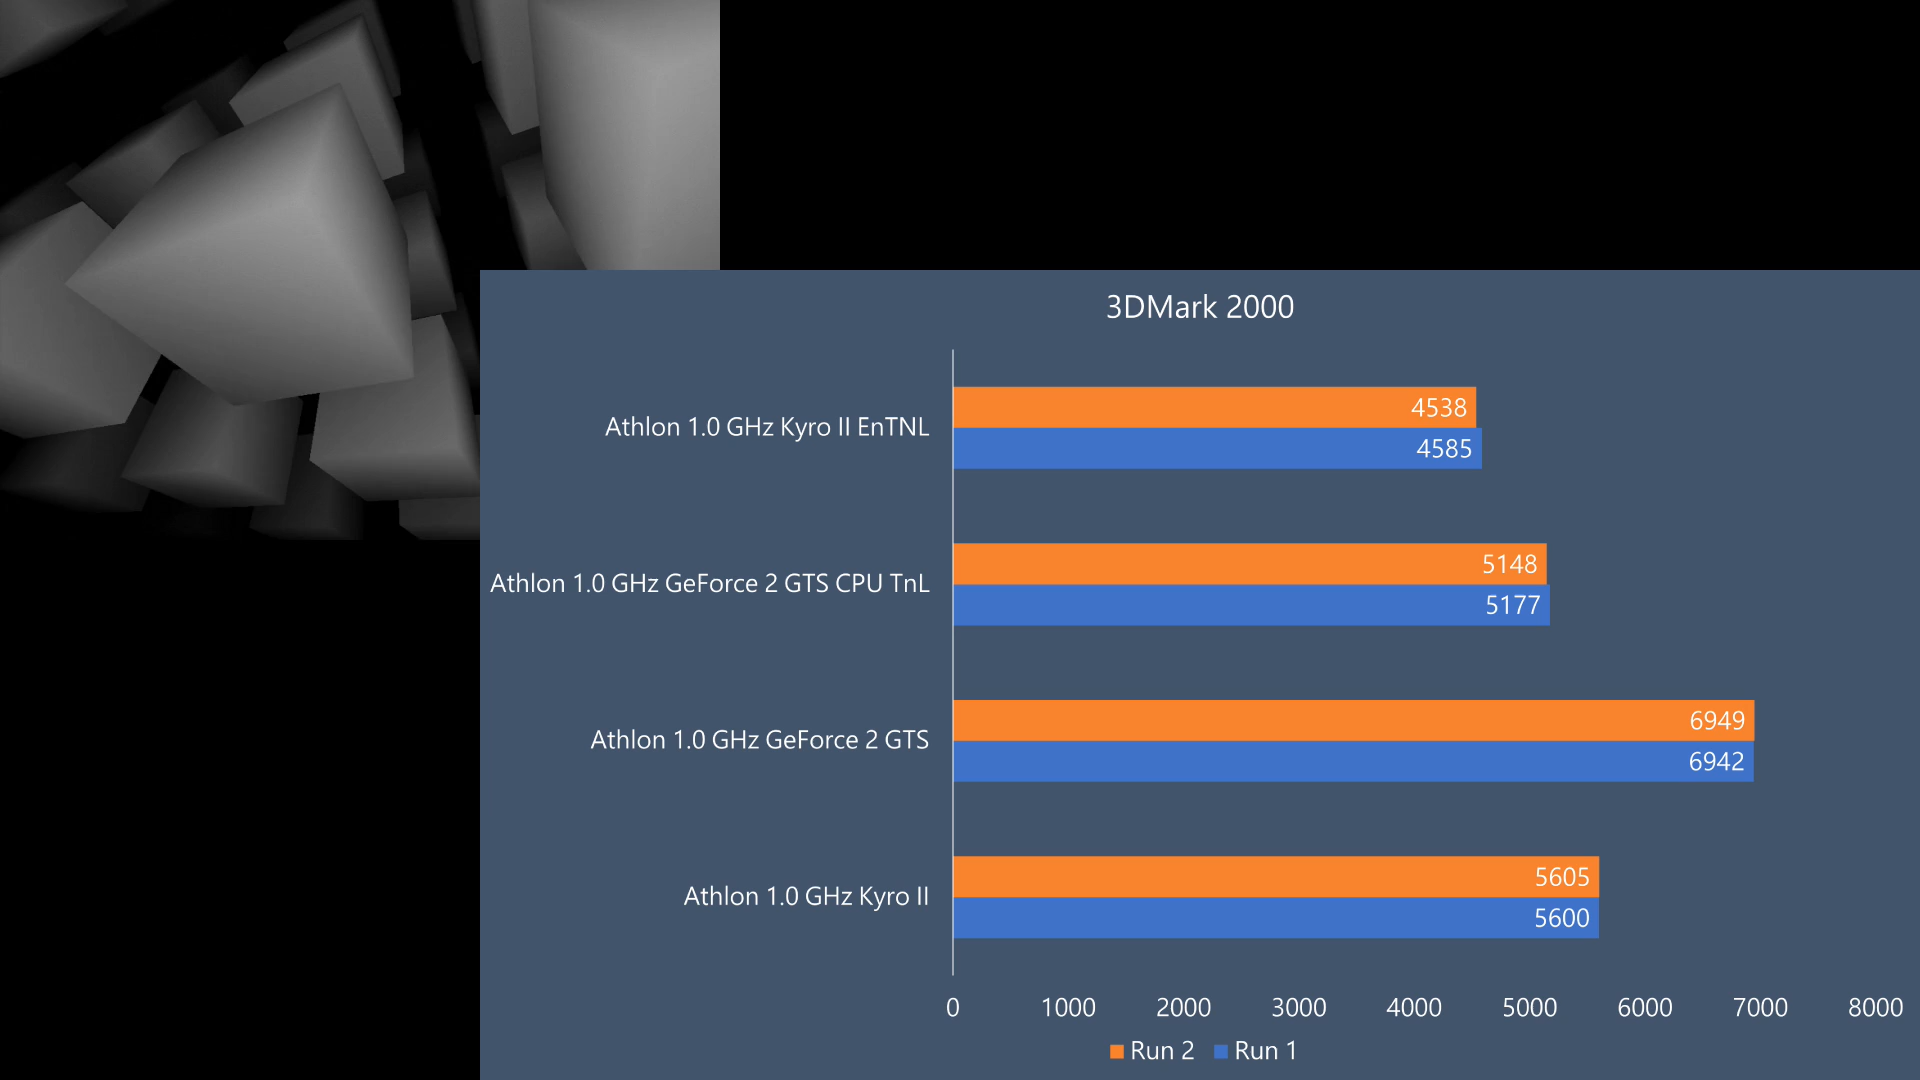 3DMark 2000
Athlon 1.0 GHz Kyro II EnTNL
4538
4585
Athlon 1.0 GHz GeForce 2 GTS CPU TnL
5148
5177
Athlon 1.0 GHz GeForce 2 GTS
6949
6942
Athlon 1.0 GHz Kyro II
5605
5600
0 1000 2000 3000 4000 5000 6000 7000 8000
Run 2 Run 1